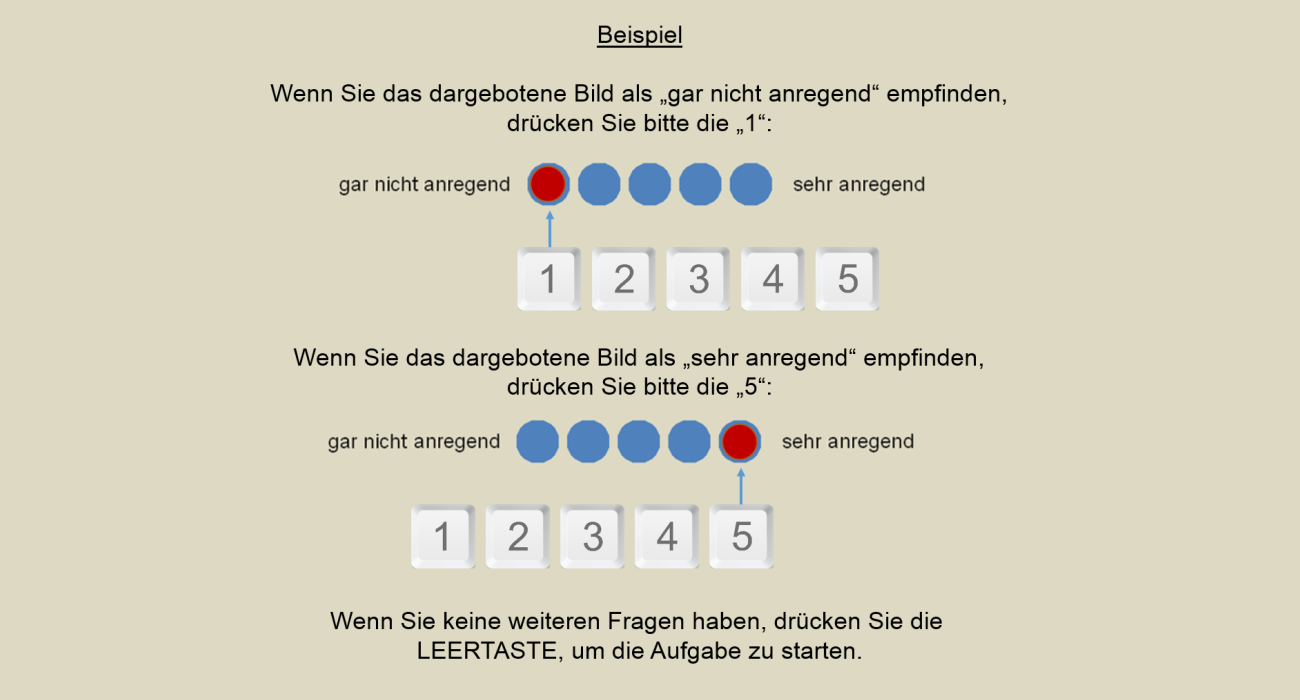 Beispiel
Wenn Sie das dargebotene Bild als „gar nicht anregend“ empfinden,
drücken Sie bitte die „1“:
gar nicht anregend sehr anregend
1 2 3 4 5
Wenn Sie das dargebotene Bild als „sehr anregend“ empfinden,
drücken Sie bitte die „5“:
gar nicht anregend sehr anregend
1 2 3 4 5
Wenn Sie keine weiteren Fragen haben, drücken Sie die
LEERTASTE, um die Aufgabe zu starten.